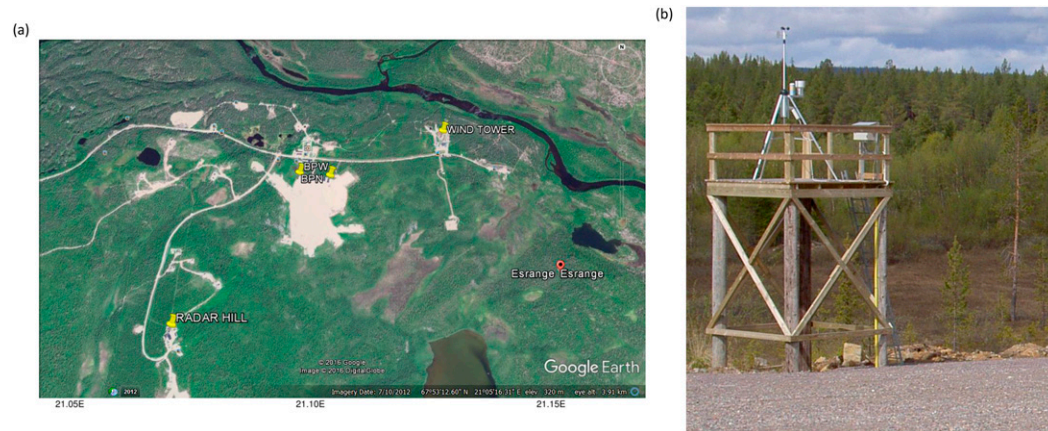 (a)
(b)
N
WIND TOWER
BPW
BPN
Esrange Esrange
RADAR HILL
© 2016 Google
Image © 2016 DigitalGlobe
Google Earth
2012
Imagery Date: 7/10/2012 67°53'12.60" N 21°05'16.31" E elev 320 m eye alt 3.91 km
21.05E
21.10E
21.15E